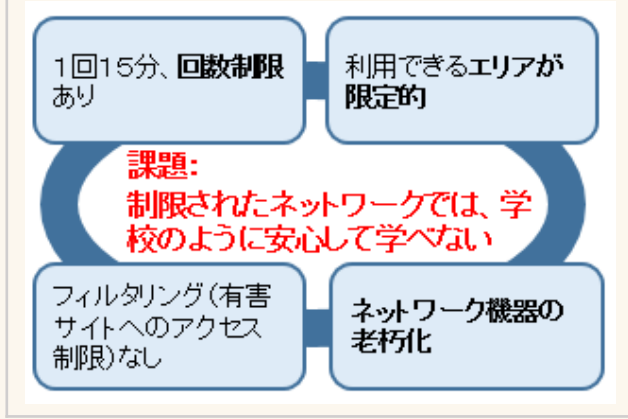 1回15分、回数制限
あり
利用できるエリアが
限定的
課題：
制限されたネットワークでは、学
校のように安心して学べない
フィルタリング（有害
サイトへのアクセス
制限）なし
ネットワーク機器の
老朽化